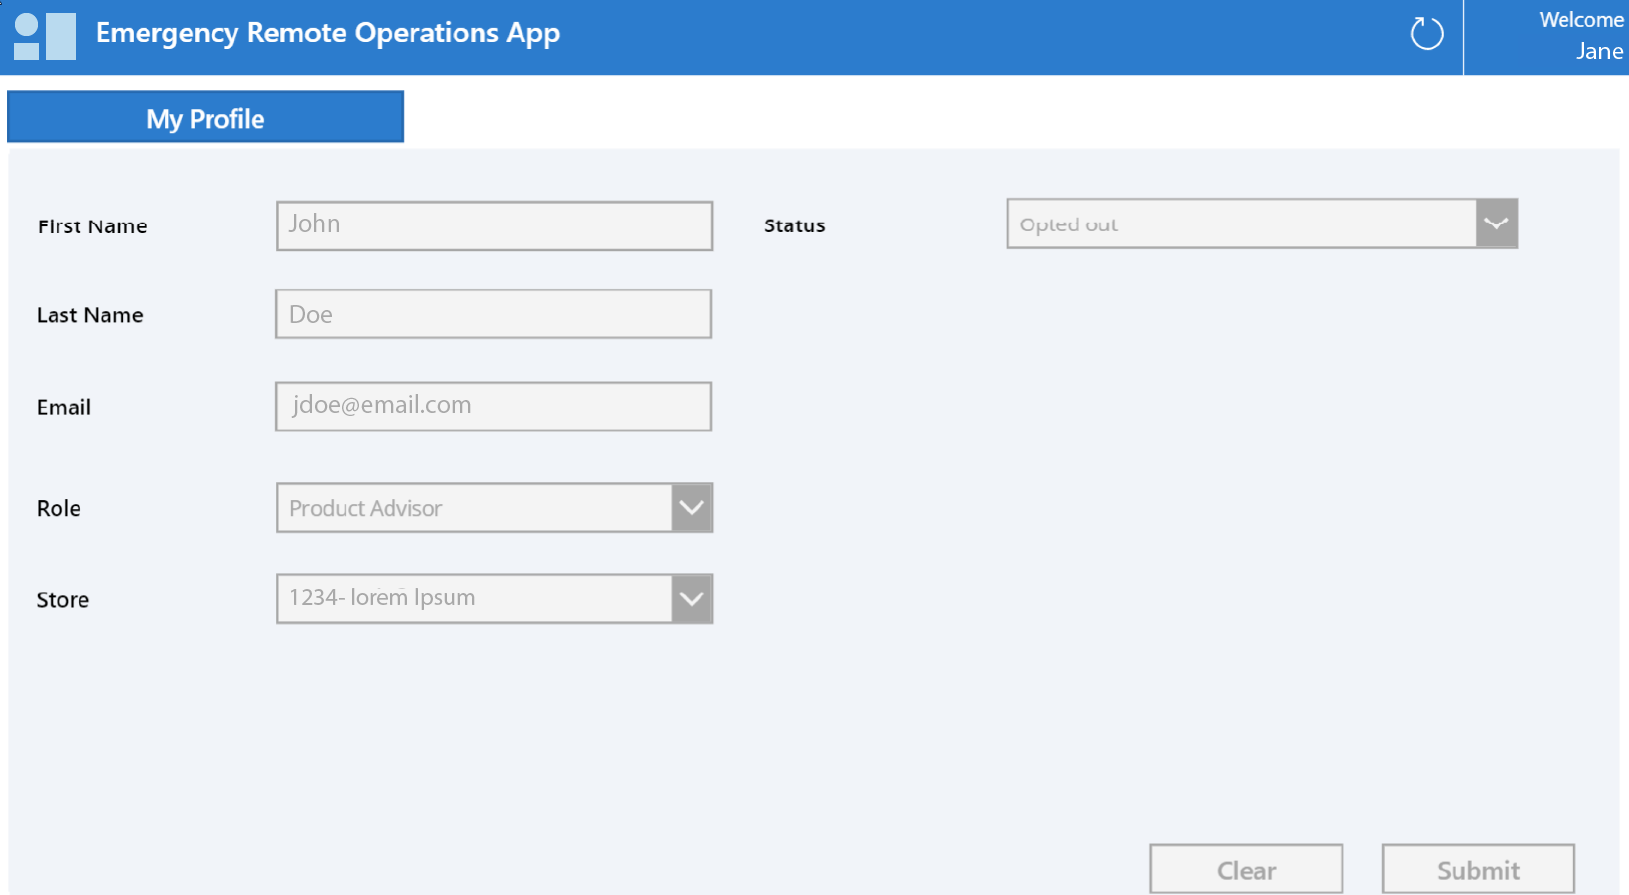 Emergency Remote Operations App
Welcome
Jane
My Profile
First Name
John
Status
Opted out
Last Name
Doe
Email
jdoe@email.com
Role
Product Advisor
Store
1234- lorem Ipsum
Clear
Submit